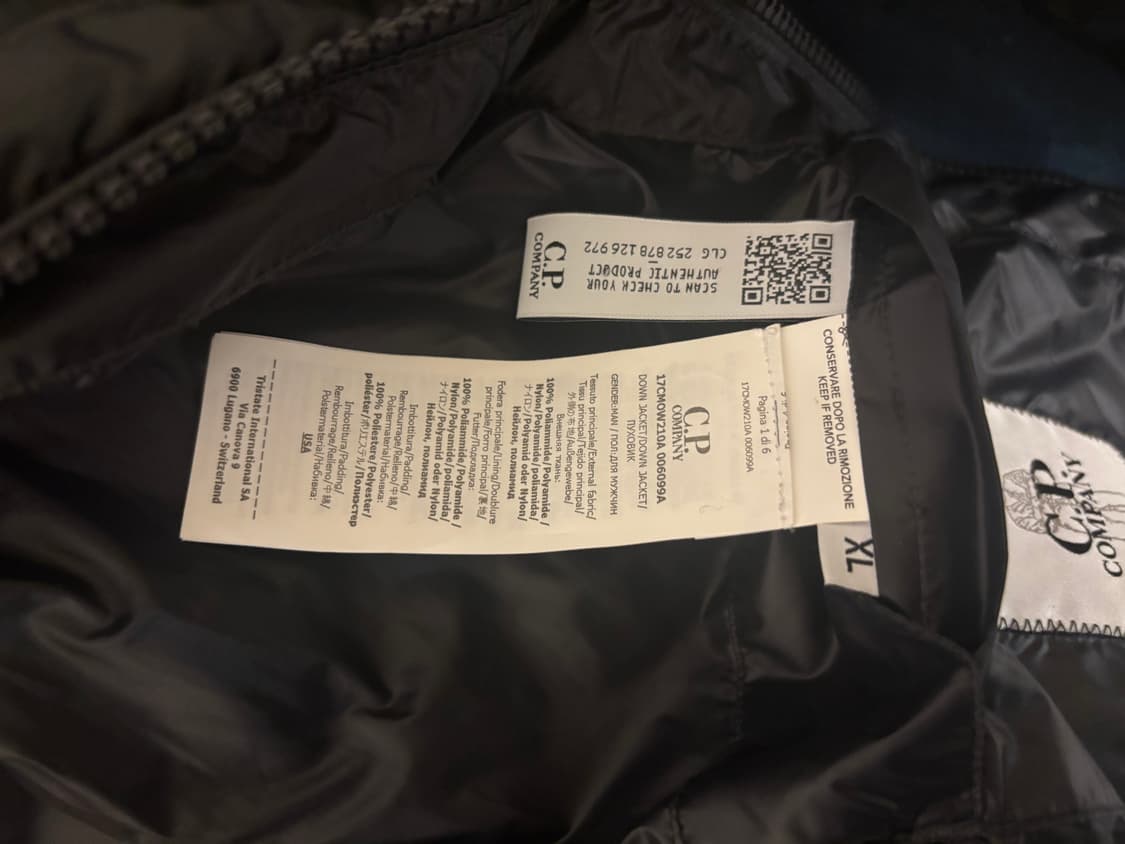 C.P.
COMPANY
SCAN TO CHECK YOUR
AUTHENTIC PRODUCT
CLG 252 878 126 972
CONSERVARE DOPO LA RIMOZIONE
KEEP IF REMOVED
XL
Pagina 1 di 6
17CMOW210A 006099A
C.P.
COMPANY
17CMOW210A 006099A
DOWN JACKET/DOWN JACKET/
ПУХОВИК
GENDER:MAN / ПОЛ:ДЛЯ МУЖЧИН
Tessuto principale/External fabric/
Tissu principal/Tejido principal/
外側の布地/Außengewebe/
Внешняя ткань:
100% Poliammide/Polyamide /
Nylon/Polyamide/poliamida/
ナイロン/Polyamid oder Nylon/
Нейлон, полиамид
Fodera principale/Lining/Doublure
principale/Forro principal/裏地/
Futter/Подкладка:
100% Poliammide/Polyamide /
Nylon/Polyamide/poliamida/
ナイロン/Polyamid oder Nylon/
Нейлон, полиамид
Imbottitura/Padding/
Rembourrage/Relleno/中綿/
Polstermaterial/Набивка:
100% Poliestere/Polyester/
poliéster/ポリエステル/Полиэстер
Imbottitura/Padding/
Rembourrage/Relleno/中綿/
Polstermaterial/Набивка:
USA
Tristate International SA
Via Canova 9
6900 Lugano - Switzerland
C.P.
COMPANY